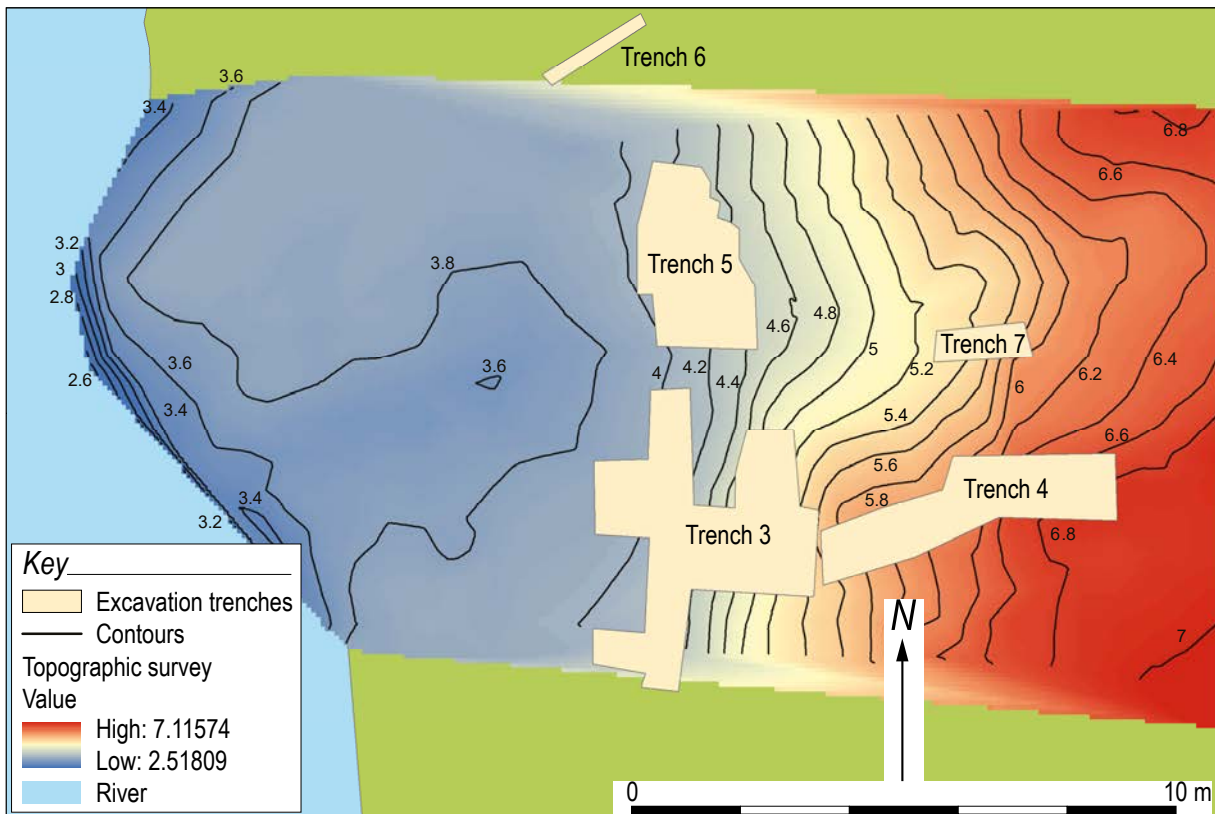 Trench 6
3.6
3.4
6.8
6.6
3.2
3
2.8
3.8
Trench 5
4.6
4.8
5
Trench 7
3.6
2.6
3.4
3.6
4
4.2
4.4
5.2
5.4
6
6.2
6.4
6.6
5.6
5.8
Trench 4
3.4
3.2
Trench 3
6.8
7
Key
Excavation trenches
Contours
Topographic survey
Value
High: 7.11574
Low: 2.51809
River
N
0 10 m